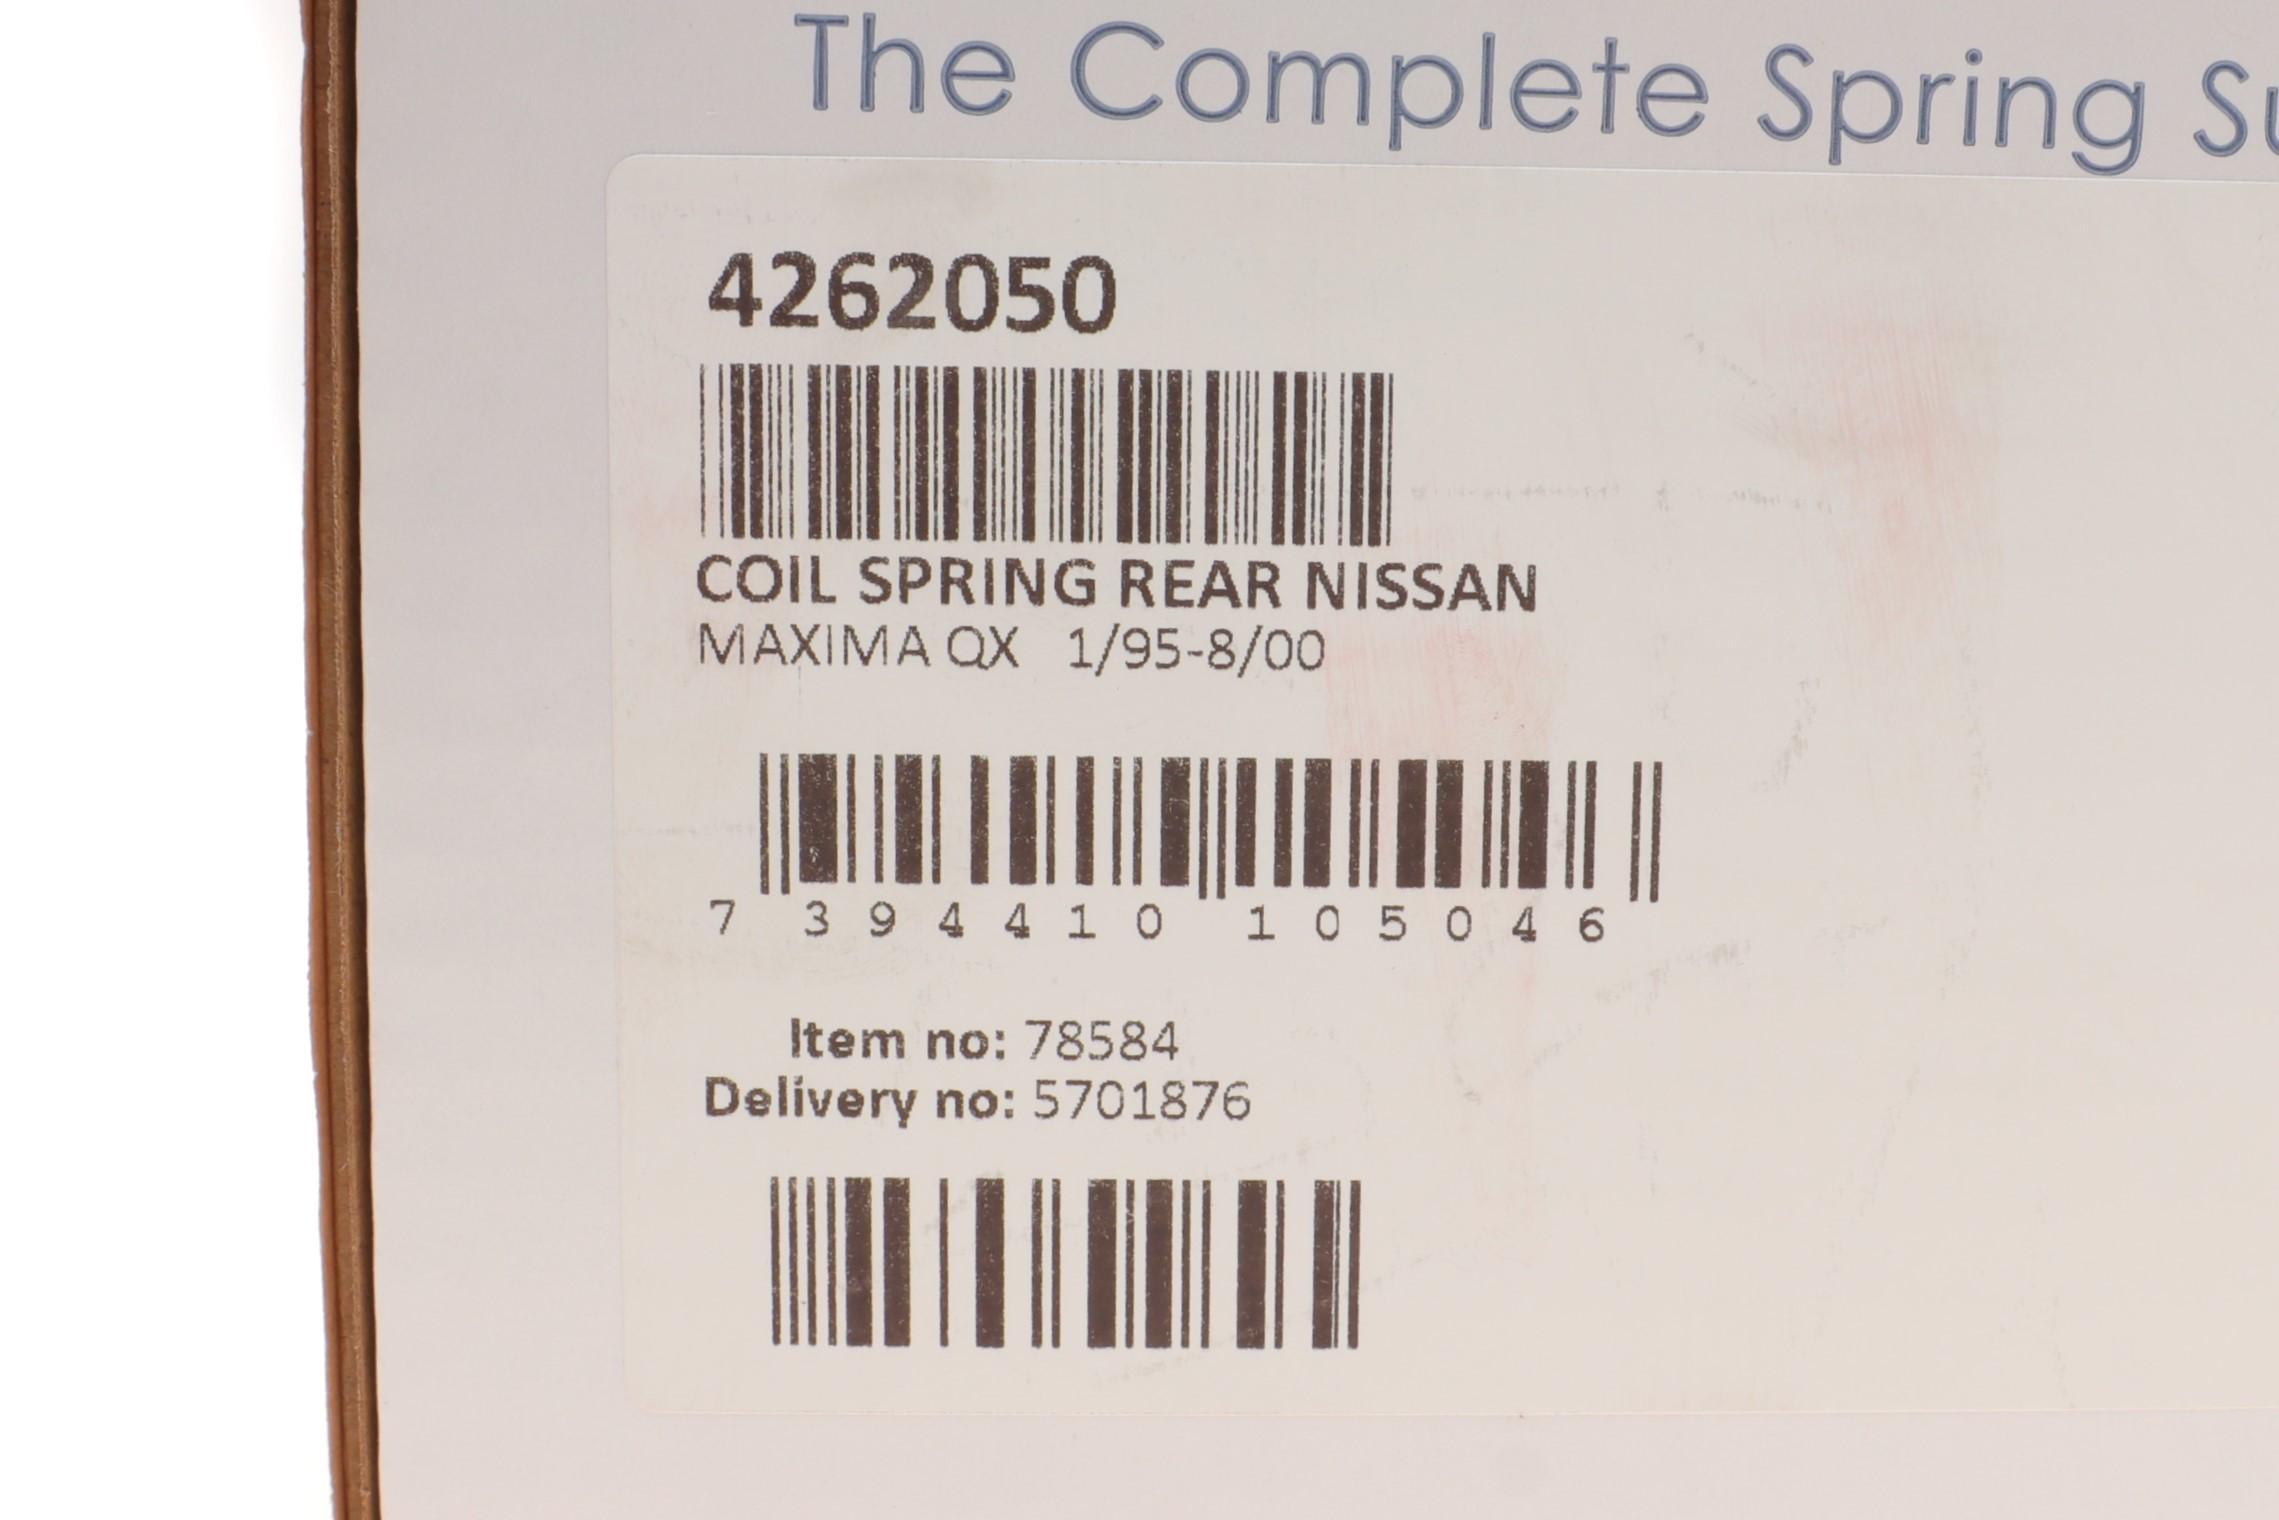 The Complete Spring
4262050
COIL SPRING REAR NISSAN
MAXIMA QX 1/95-8/00
7 394410 105046
Item no: 78584
Delivery no: 5701876